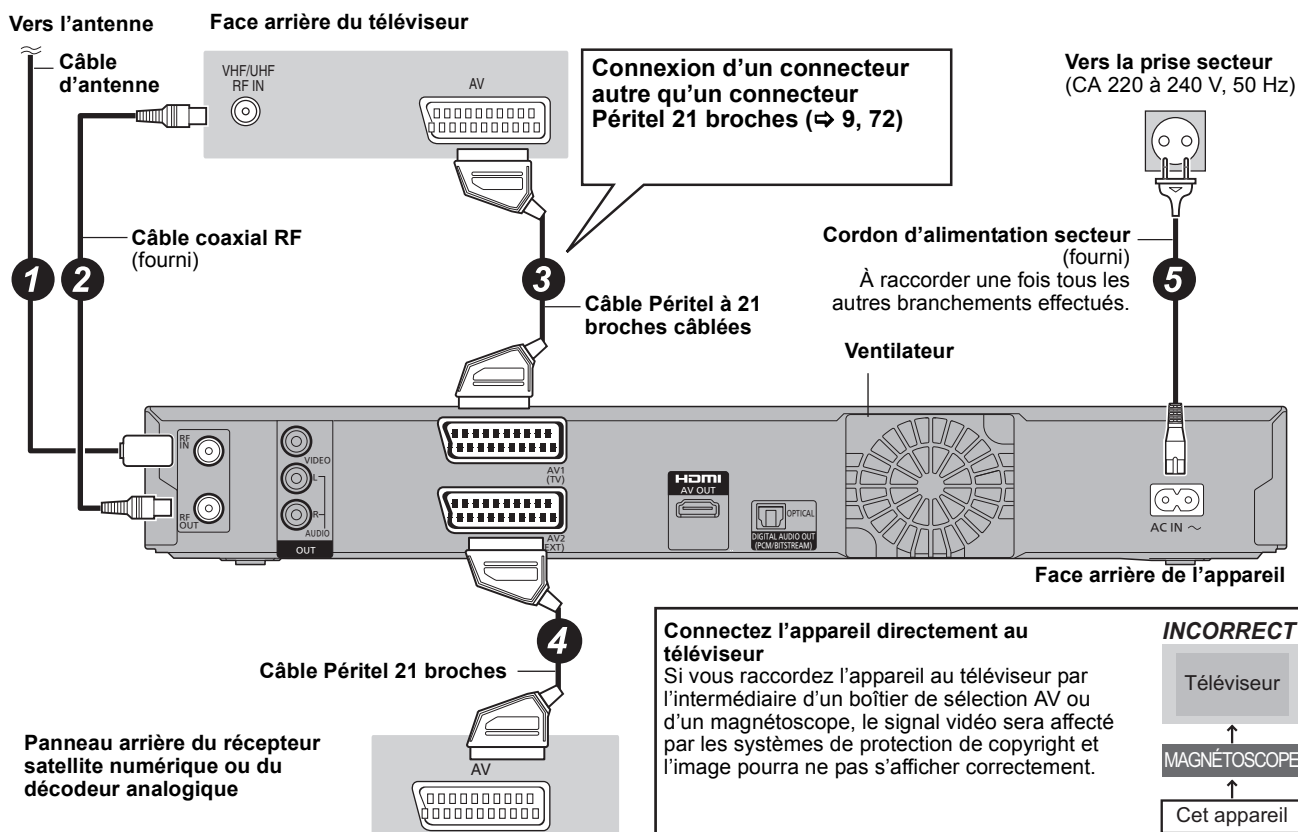 Vers l’antenne
Face arrière du téléviseur
Câble
d’antenne
VHF/UHF
RF IN
AV
Connexion d’un connecteur
autre qu’un connecteur
Péritel 21 broches (⇨ 9, 72)
Vers la prise secteur
(CA 220 à 240 V, 50 Hz)
Câble coaxial RF
(fourni)
Cordon d’alimentation secteur
(fourni)
À raccorder une fois tous les
autres branchements effectués.
1
2
3
5
Câble Péritel à 21
broches câblées
Ventilateur
RF
IN
RF
OUT
VIDEO
L
R
AUDIO
OUT
AV1
(TV)
AV2
(EXT)
HDMI
AV OUT
OPTICAL
DIGITAL AUDIO OUT
(PCM/BITSTREAM)
AC IN ~
Face arrière de l’appareil
4
Câble Péritel 21 broches
Panneau arrière du récepteur
satellite numérique ou du
décodeur analogique
AV
Connectez l’appareil directement au
téléviseur
Si vous raccordez l’appareil au téléviseur par
l’intermédiaire d’un boîtier de sélection AV ou
d’un magnétoscope, le signal vidéo sera affecté
par les systèmes de protection de copyright et
l’image pourra ne pas s’afficher correctement.
INCORRECT
Téléviseur
↑
MAGNÉTOSCOPE
↑
Cet appareil